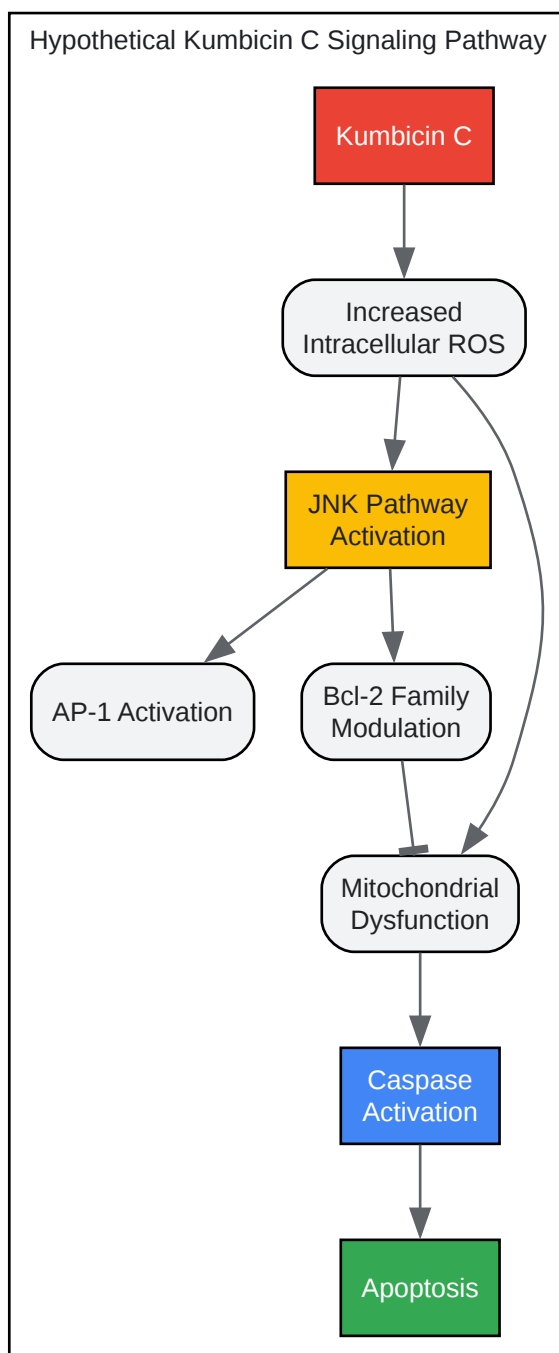 Hypothetical Kumbicin C Signaling Pathway
Kumbicin C
Increased
Intracellular ROS
JNK Pathway
Activation
AP-1 Activation
Bcl-2 Family
Modulation
Mitochondrial
Dysfunction
Caspase
Activation
Apoptosis